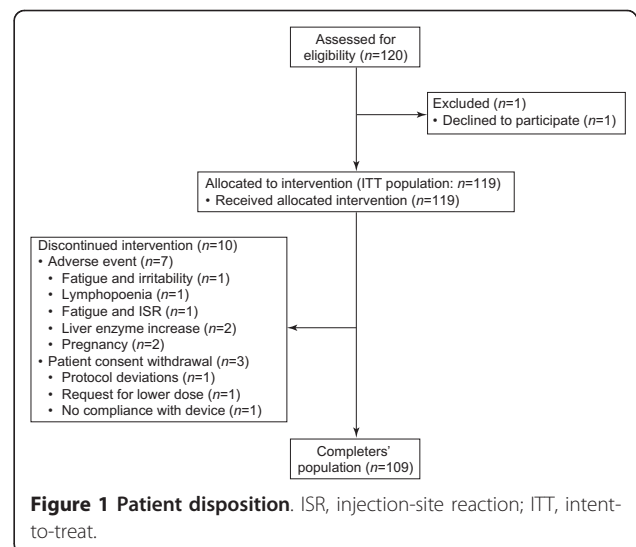 Assessed for
eligibility (n=120)
Excluded (n=1)
• Declined to participate (n=1)
Allocated to intervention (ITT population: n=119)
• Received allocated intervention (n=119)
Discontinued intervention (n=10)
• Adverse event (n=7)
• Fatigue and irritability (n=1)
• Lymphopoenia (n=1)
• Fatigue and ISR (n=1)
• Liver enzyme increase (n=2)
• Pregnancy (n=2)
• Patient consent withdrawal (n=3)
• Protocol deviations (n=1)
• Request for lower dose (n=1)
• No compliance with device (n=1)
Completers'
population (n=109)
Figure 1 Patient disposition. ISR, injection-site reaction; ITT, intent-
to-treat.